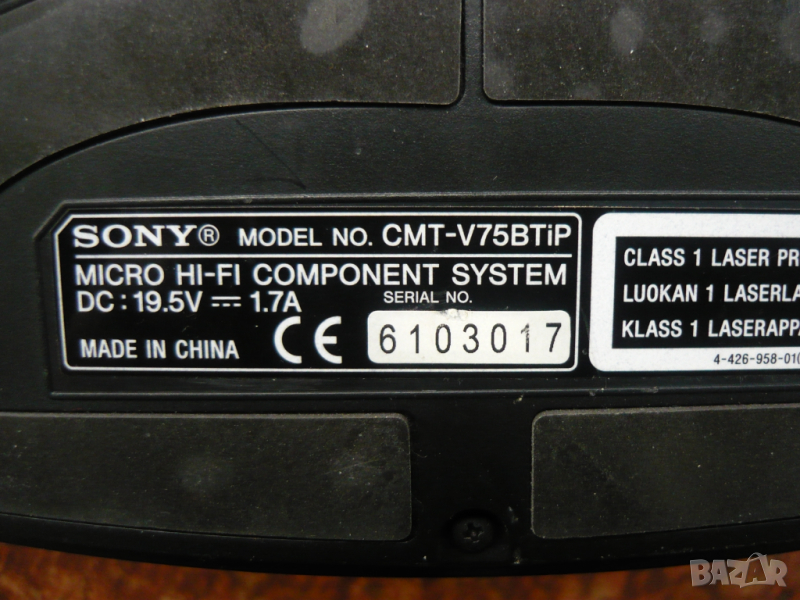 SONY® MODEL NO. CMT-V75BTiP
MICRO HI-FI COMPONENT SYSTEM
DC : 19.5V ⎓ 1.7A
SERIAL NO.
MADE IN CHINA CE 6103017
CLASS 1 LASER PR
LUOKAN 1 LASERLA
KLASS 1 LASERAPPA
4-426-958-01(
BAZAR